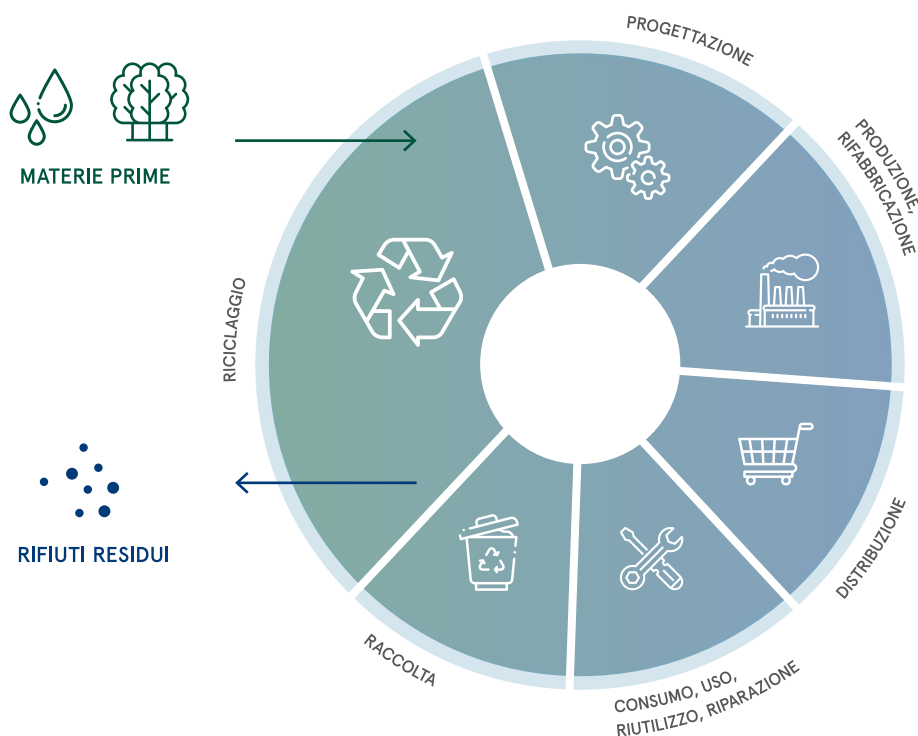 PROGETTAZIONE
PRODUZIONE,
RIFABBRICAZIONE
MATERIE PRIME
RICICLAGGIO
RIFIUTI RESIDUI
DISTRIBUZIONE
RACCOLTA
CONSUMO, USO,
RIUTILIZZO, RIPARAZIONE